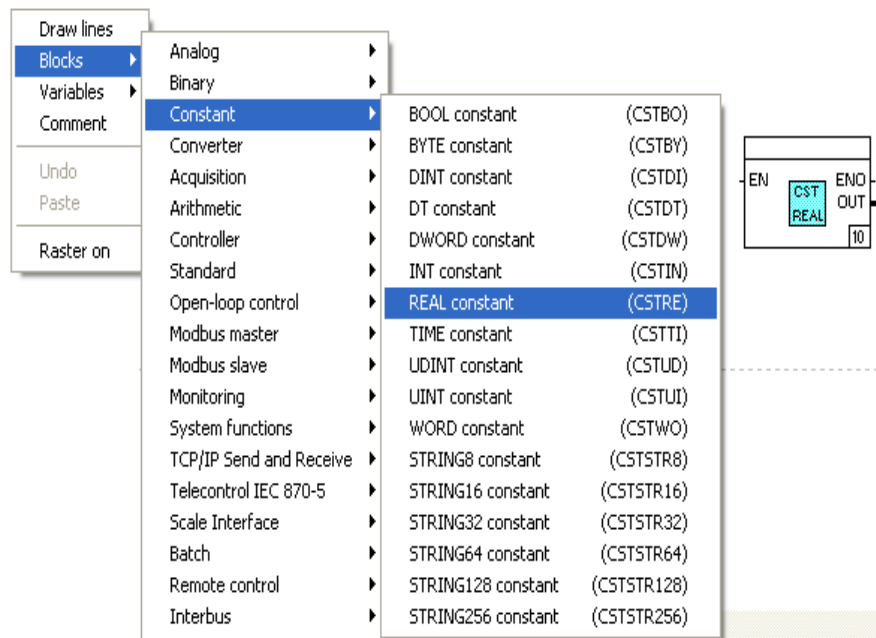 Draw lines
Blocks
Variables
Comment
Undo
Paste
Raster on
Analog
Binary
Constant
Converter
Acquisition
Arithmetic
Controller
Standard
Open-loop control
Modbus master
Modbus slave
Monitoring
System functions
TCP/IP Send and Receive
Telecontrol IEC 870-5
Scale Interface
Batch
Remote control
Interbus
BOOL constant (CSTBO)
BYTE constant (CSTBY)
DINT constant (CSTDI)
DT constant (CSTDT)
DWORD constant (CSTDW)
INT constant (CSTIN)
REAL constant (CSTRE)
TIME constant (CSTTI)
UDINT constant (CSTUD)
UINT constant (CSTUI)
WORD constant (CSTWO)
STRING8 constant (CSTSTR8)
STRING16 constant (CSTSTR16)
STRING32 constant (CSTSTR32)
STRING64 constant (CSTSTR64)
STRING128 constant (CSTSTR128)
STRING256 constant (CSTSTR256)
EN CST ENO
REAL OUT
10